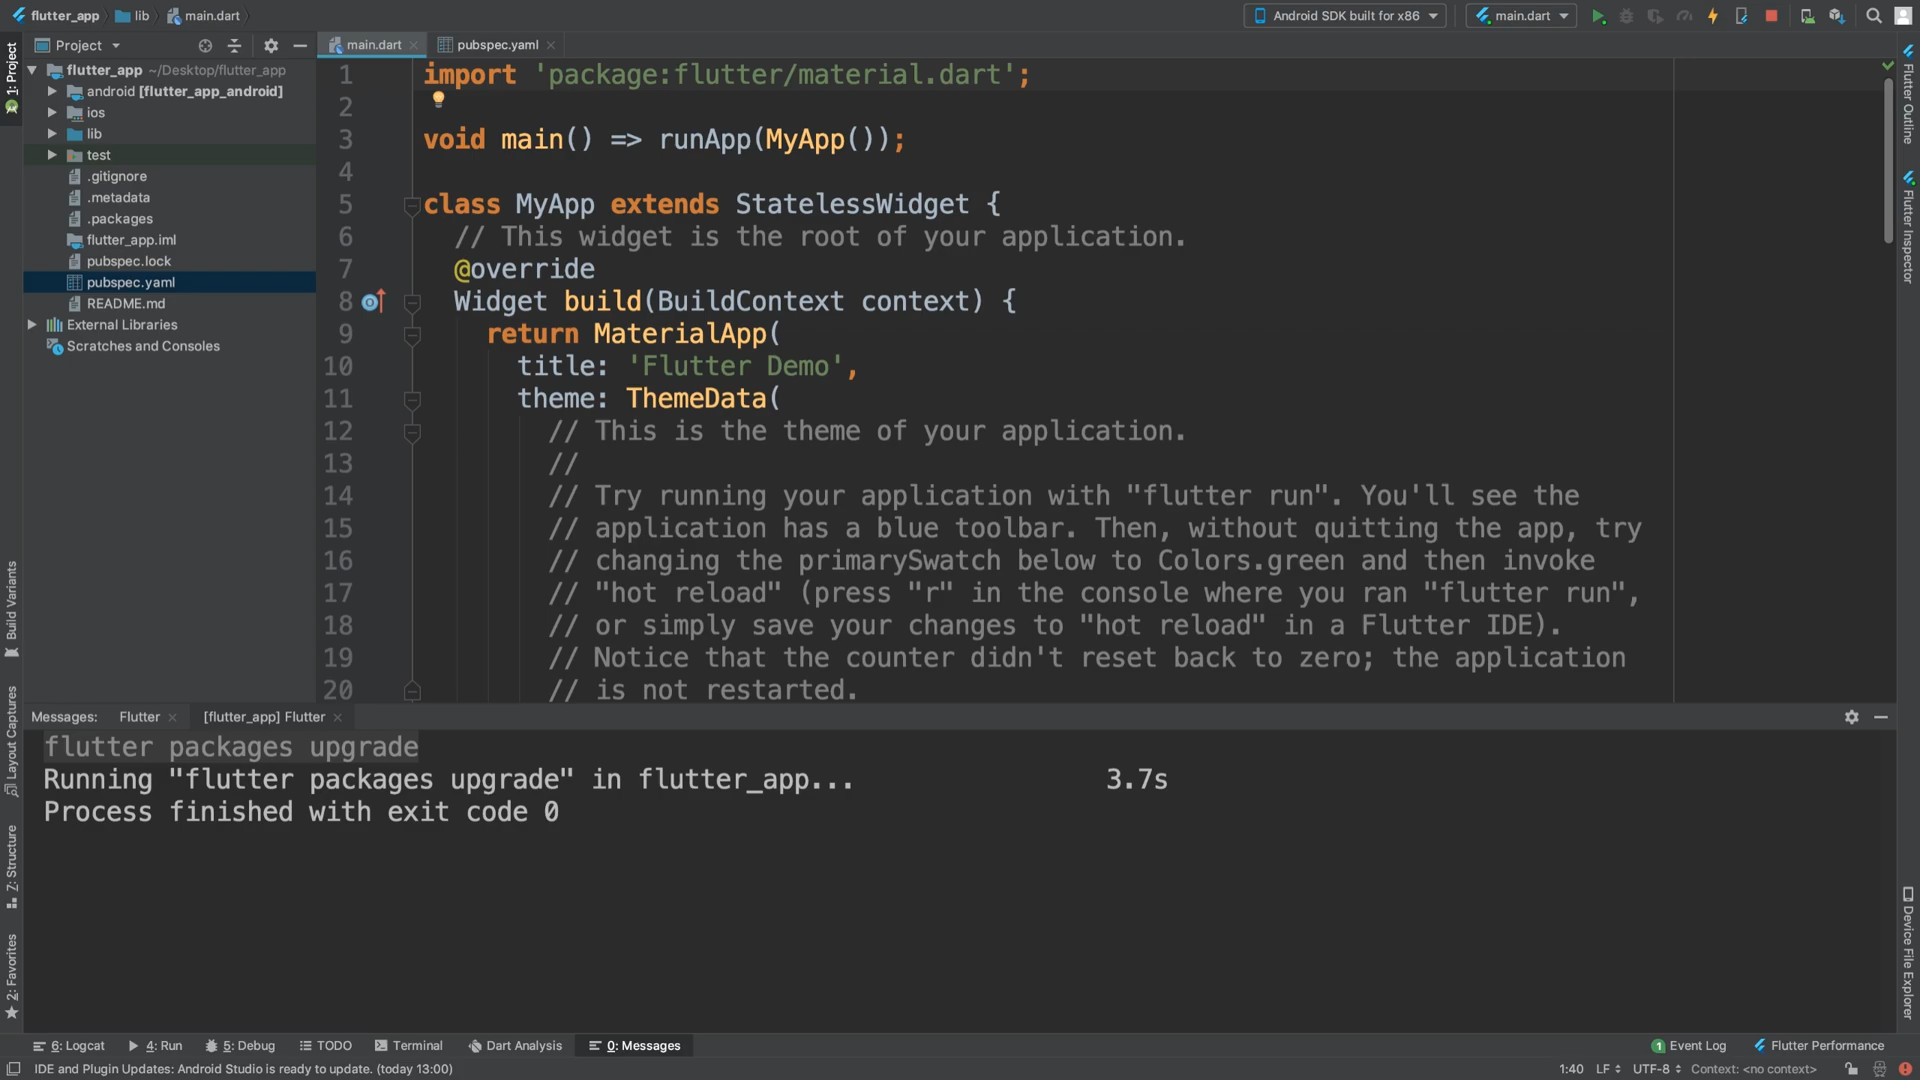 flutter_app lib main.dart Android SDK built for x86 main.dart
Project main.dart pubspec.yaml
1: Project
flutter_app ~/Desktop/flutter_app
android [flutter_app_android]
ios
lib
test
.gitignore
.metadata
.packages
flutter_app.iml
pubspec.lock
pubspec.yaml
README.md
External Libraries
Scratches and Consoles
Build Variants
Layout Captures
Z: Structure
2: Favorites
1 import 'package:flutter/material.dart';
2
3 void main() => runApp(MyApp());
4
5 class MyApp extends StatelessWidget {
6 // This widget is the root of your application.
7 @override
8 Widget build(BuildContext context) {
9 return MaterialApp(
10 title: 'Flutter Demo',
11 theme: ThemeData(
12 // This is the theme of your application.
13 //
14 // Try running your application with "flutter run". You'll see the
15 // application has a blue toolbar. Then, without quitting the app, try
16 // changing the primarySwatch below to Colors.green and then invoke
17 // "hot reload" (press "r" in the console where you ran "flutter run",
18 // or simply save your changes to "hot reload" in a Flutter IDE).
19 // Notice that the counter didn't reset back to zero; the application
20 // is not restarted.
Flutter Outline
Flutter Inspector
Device File Explorer
Messages: Flutter [flutter_app] Flutter
flutter packages upgrade
Running "flutter packages upgrade" in flutter_app... 3.7s
Process finished with exit code 0
6: Logcat 4: Run 5: Debug TODO Terminal Dart Analysis 0: Messages 1 Event Log Flutter Performance
IDE and Plugin Updates: Android Studio is ready to update. (today 13:00) 1:40 LF UTF-8 Context: <no context>